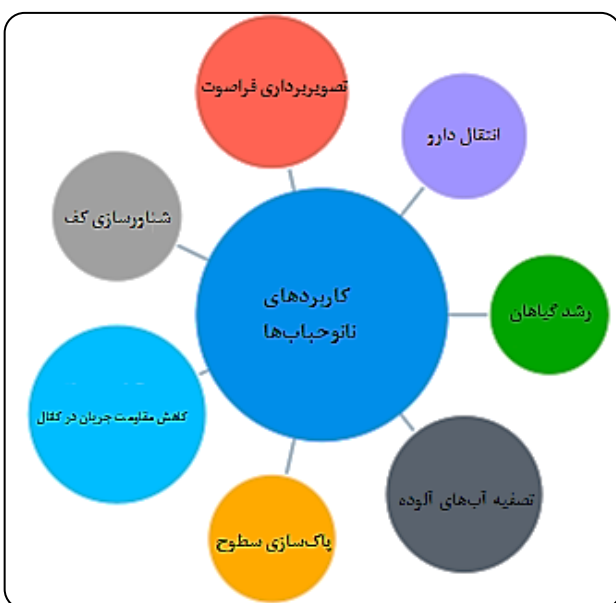 تصویربرداری فراصوت
انتقال دارو
شناورسازی کف
کاربردهای
نانوحباب‌ها
رشد گیاهان
کاهش مقاومت جریان در کانال
تصفیه آب‌های آلوده
پاک‌سازی سطوح